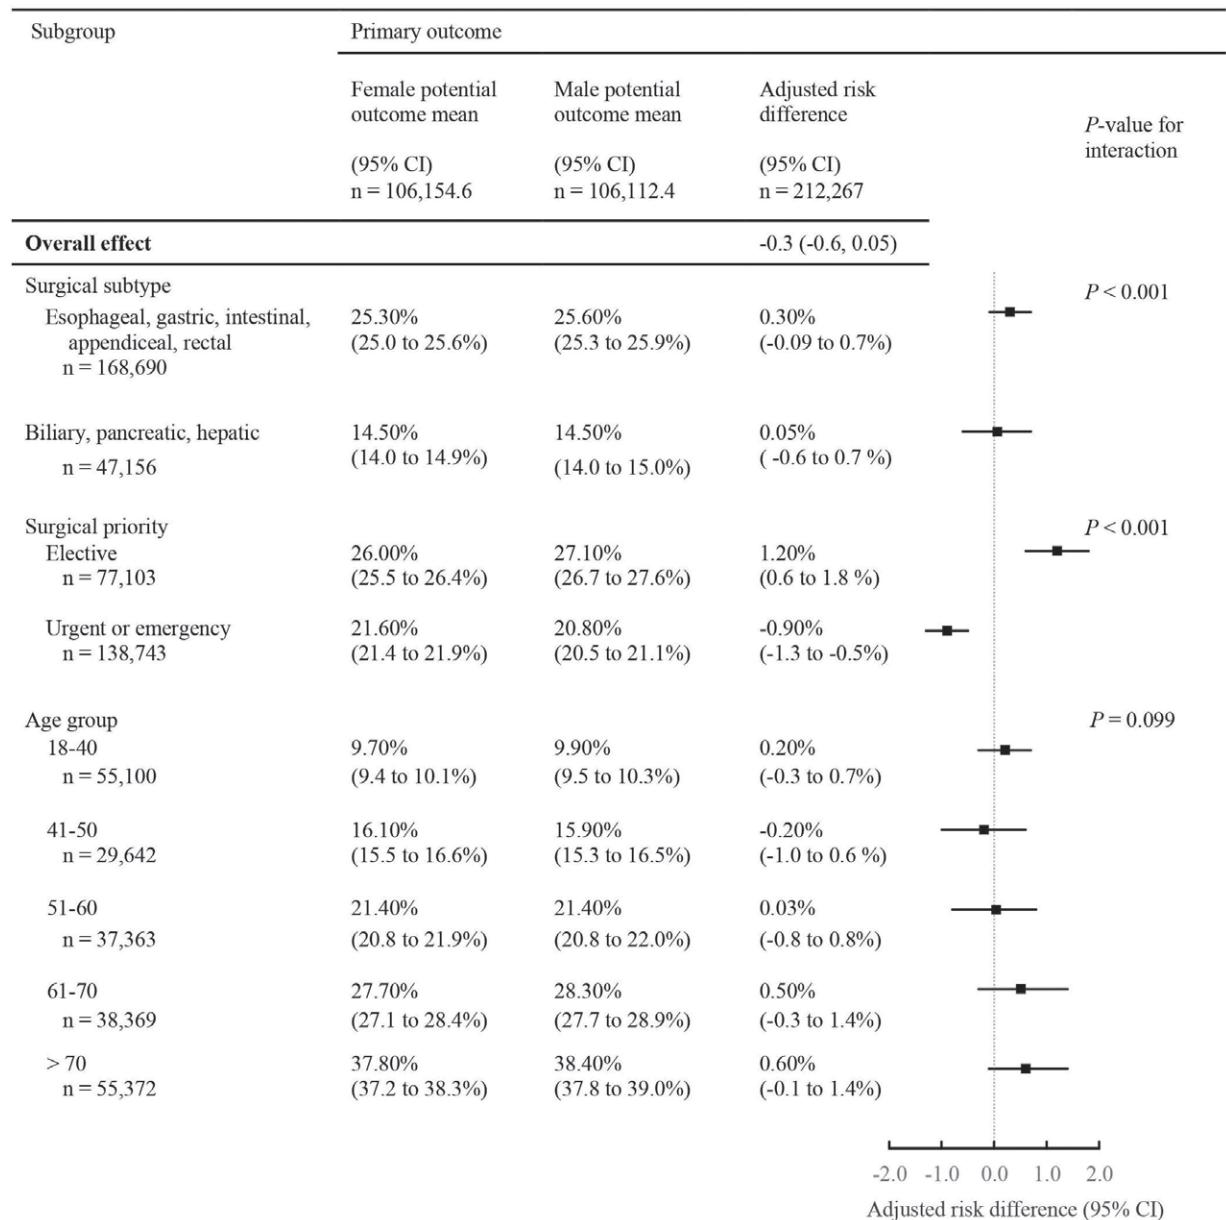 Subgroup Primary outcome
Female potential Male potential Adjusted risk
outcome mean outcome mean difference
P-value for
interaction
(95% CI) (95% CI) (95% CI)
n = 106,154.6 n = 106,112.4 n = 212,267
Overall effect -0.3 (-0.6, 0.05)
Surgical subtype P < 0.001
Esophageal, gastric, intestinal, 25.30% 25.60% 0.30%
appendiceal, rectal (25.0 to 25.6%) (25.3 to 25.9%) (-0.09 to 0.7%)
n = 168,690
Biliary, pancreatic, hepatic 14.50% 14.50% 0.05%
n = 47,156 (14.0 to 14.9%) (14.0 to 15.0%) ( -0.6 to 0.7 %)
Surgical priority P < 0.001
Elective 26.00% 27.10% 1.20%
n = 77,103 (25.5 to 26.4%) (26.7 to 27.6%) (0.6 to 1.8 %)
Urgent or emergency 21.60% 20.80% -0.90%
n = 138,743 (21.4 to 21.9%) (20.5 to 21.1%) (-1.3 to -0.5%)
Age group P = 0.099
18-40 9.70% 9.90% 0.20%
n = 55,100 (9.4 to 10.1%) (9.5 to 10.3%) (-0.3 to 0.7%)
41-50 16.10% 15.90% -0.20%
n = 29,642 (15.5 to 16.6%) (15.3 to 16.5%) (-1.0 to 0.6 %)
51-60 21.40% 21.40% 0.03%
n = 37,363 (20.8 to 21.9%) (20.8 to 22.0%) (-0.8 to 0.8%)
61-70 27.70% 28.30% 0.50%
n = 38,369 (27.1 to 28.4%) (27.7 to 28.9%) (-0.3 to 1.4%)
> 70 37.80% 38.40% 0.60%
n = 55,372 (37.2 to 38.3%) (37.8 to 39.0%) (-0.1 to 1.4%)
-2.0 -1.0 0.0 1.0 2.0
Adjusted risk difference (95% CI)